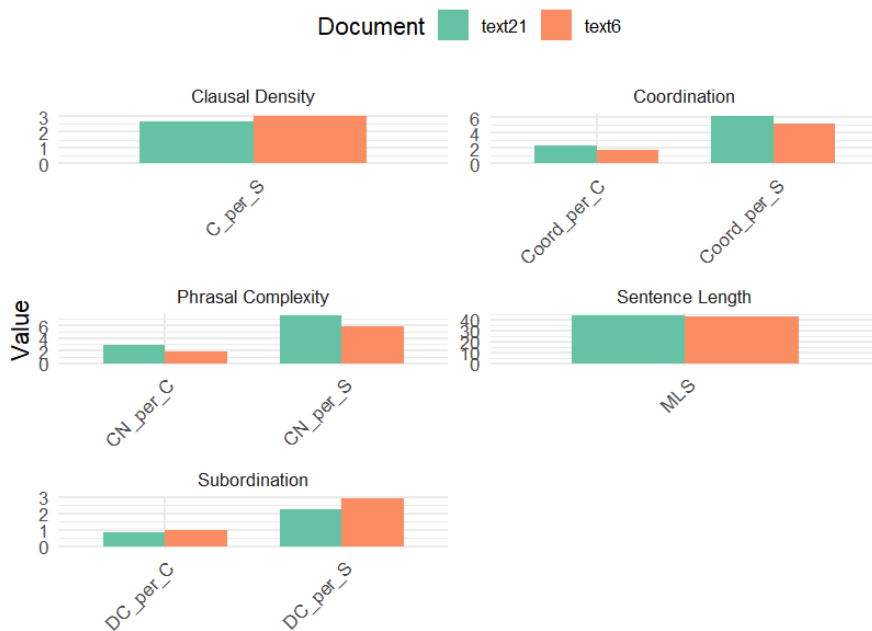 Document text21 text6
Clausal Density
3
2
1
0
C_per_S
Coordination
6
4
2
0
Coord_per_C
Coord_per_S
Value
Phrasal Complexity
6
4
2
0
CN_per_C
CN_per_S
Sentence Length
40
30
20
10
0
MLS
Subordination
3
2
1
0
DC_per_C
DC_per_S